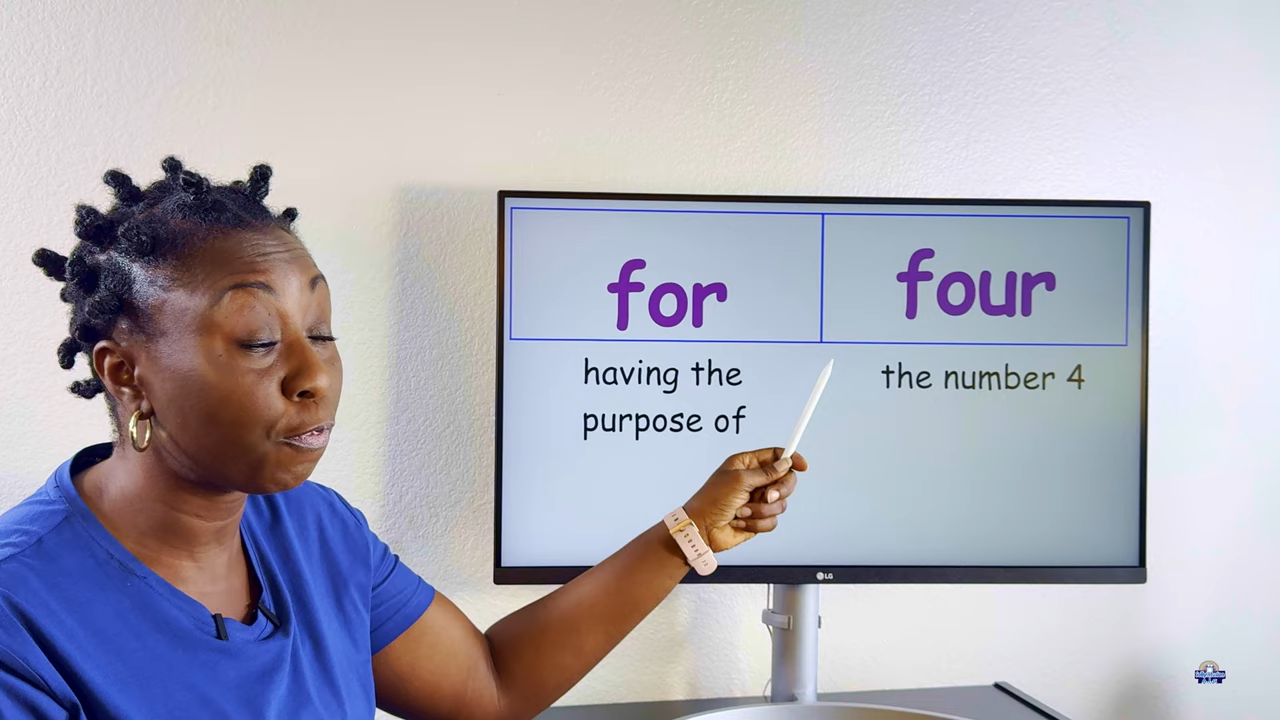 for
four
having the
purpose of
the number 4
LG